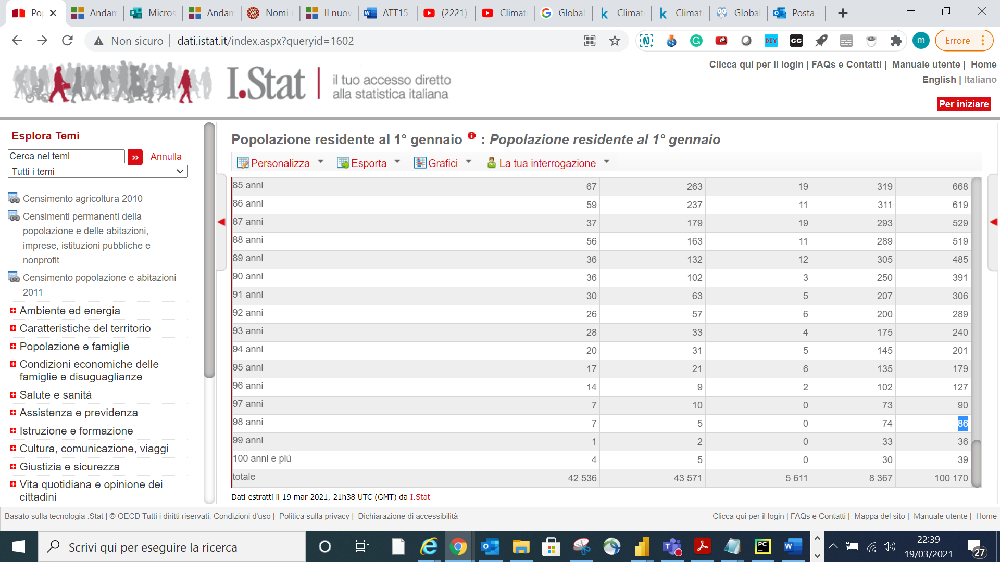 Po
Andan
Micros
Andan
Nomi
Il nuov
ATT15
(2221)
Climat
Global
Climat
Climat
Global
Posta
Non sicuro | dati.istat.it/index.aspx?queryid=1602
DIY
CC
m
Errore
I.Stat | il tuo accesso diretto
alla statistica italiana
Clicca qui per il login | FAQs e Contatti | Manuale utente | Home
English | Italiano
Per iniziare
Esplora Temi
Cerca nei temi » Annulla
Tutti i temi
Censimento agricoltura 2010
Censimenti permanenti della
popolazione e delle abitazioni,
imprese, istituzioni pubbliche e
nonprofit
Censimento popolazione e abitazioni
2011
Ambiente ed energia
Caratteristiche del territorio
Popolazione e famiglie
Condizioni economiche delle
famiglie e disuguaglianze
Salute e sanità
Assistenza e previdenza
Istruzione e formazione
Cultura, comunicazione, viaggi
Giustizia e sicurezza
Vita quotidiana e opinione dei
cittadini
Popolazione residente al 1° gennaio : Popolazione residente al 1° gennaio
Personalizza Esporta Grafici La tua interrogazione
85 anni 67 263 19 319 668
86 anni 59 237 11 311 619
87 anni 37 179 19 293 529
88 anni 56 163 11 289 519
89 anni 36 132 12 305 485
90 anni 36 102 3 250 391
91 anni 30 63 5 207 306
92 anni 26 57 6 200 289
93 anni 28 33 4 175 240
94 anni 20 31 5 145 201
95 anni 17 21 6 135 179
96 anni 14 9 2 102 127
97 anni 7 10 0 73 90
98 anni 7 5 0 74 86
99 anni 1 2 0 33 36
100 anni e più 4 5 0 30 39
totale 42 536 43 571 5 611 8 367 100 170
Dati estratti il 19 mar 2021, 21h38 UTC (GMT) da I.Stat
Basato sulla tecnologia .Stat | © OECD Tutti i diritti riservati. Condizioni d'uso | Politica sulla privacy | Dichiarazione di accessibilità
Clicca qui per il login | FAQs e Contatti | Mappa del sito | Manuale utente | Home
Scrivi qui per eseguire la ricerca
22:39
19/03/2021
27